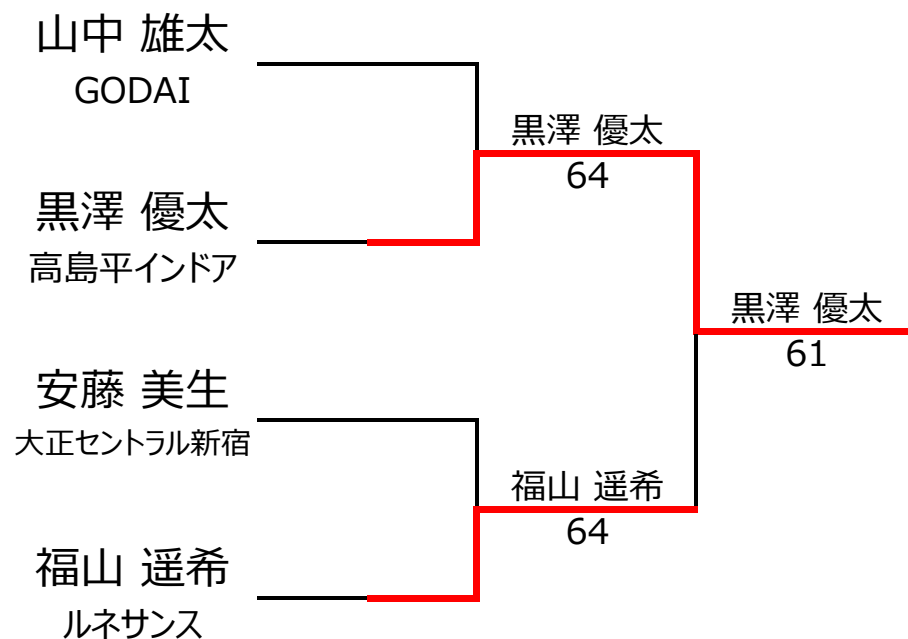 山中 雄太
GODAI
黒澤 優太
64
黒澤 優太
高島平インドア
黒澤 優太
61
安藤 美生
大正セントラル新宿
福山 遥希
64
福山 遥希
ルネサンス